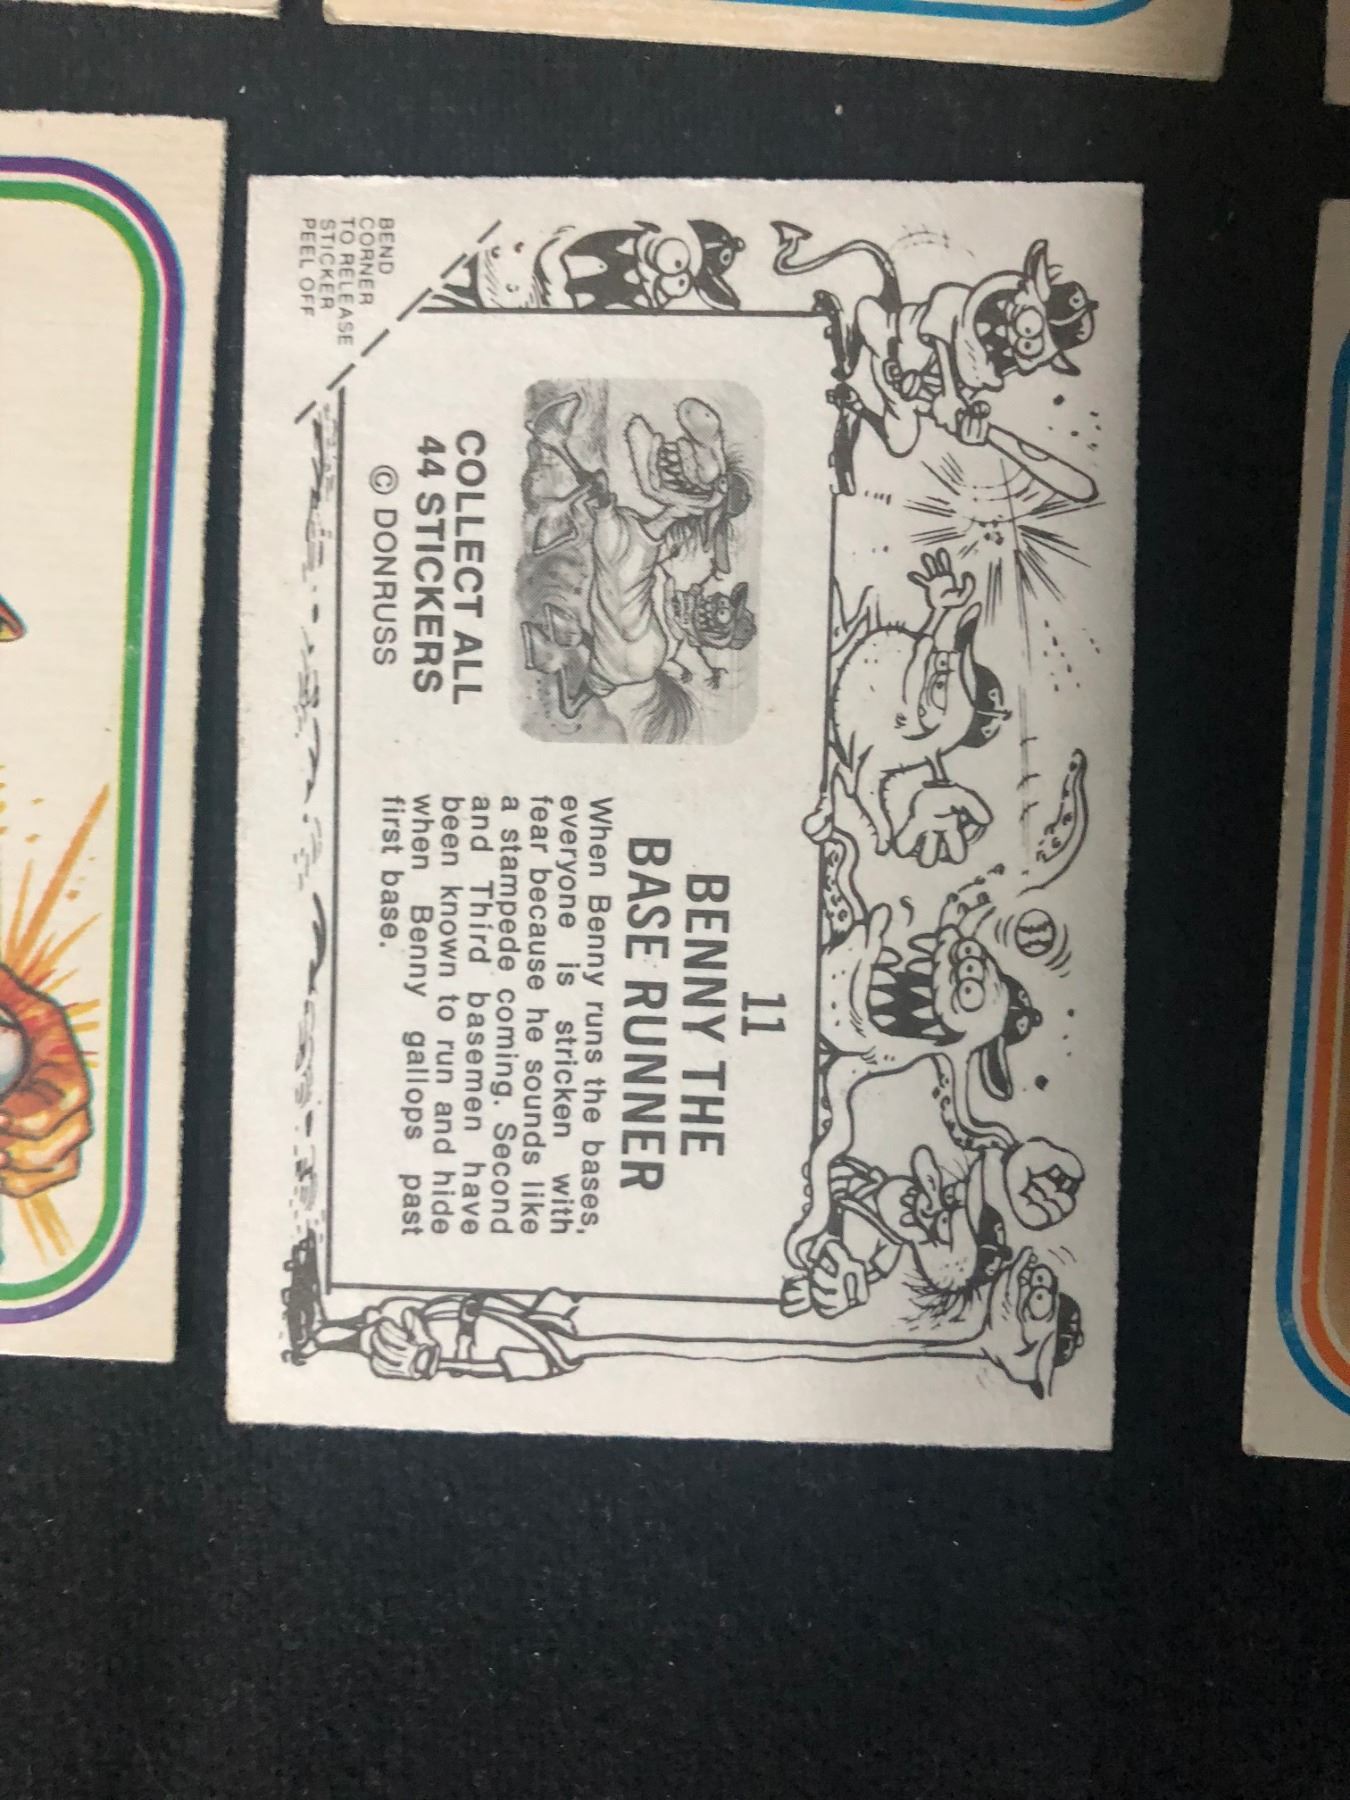 11
BENNY THE
BASE RUNNER
When Benny runs the bases,
everyone is stricken with
fear because he sounds like
a stampede coming. Second
and Third basemen have
been known to run and hide
when Benny gallops past
first base.
COLLECT ALL
44 STICKERS
© DONRUSS
BEND
CORNER
TO RELEASE
STICKER
PEEL OFF